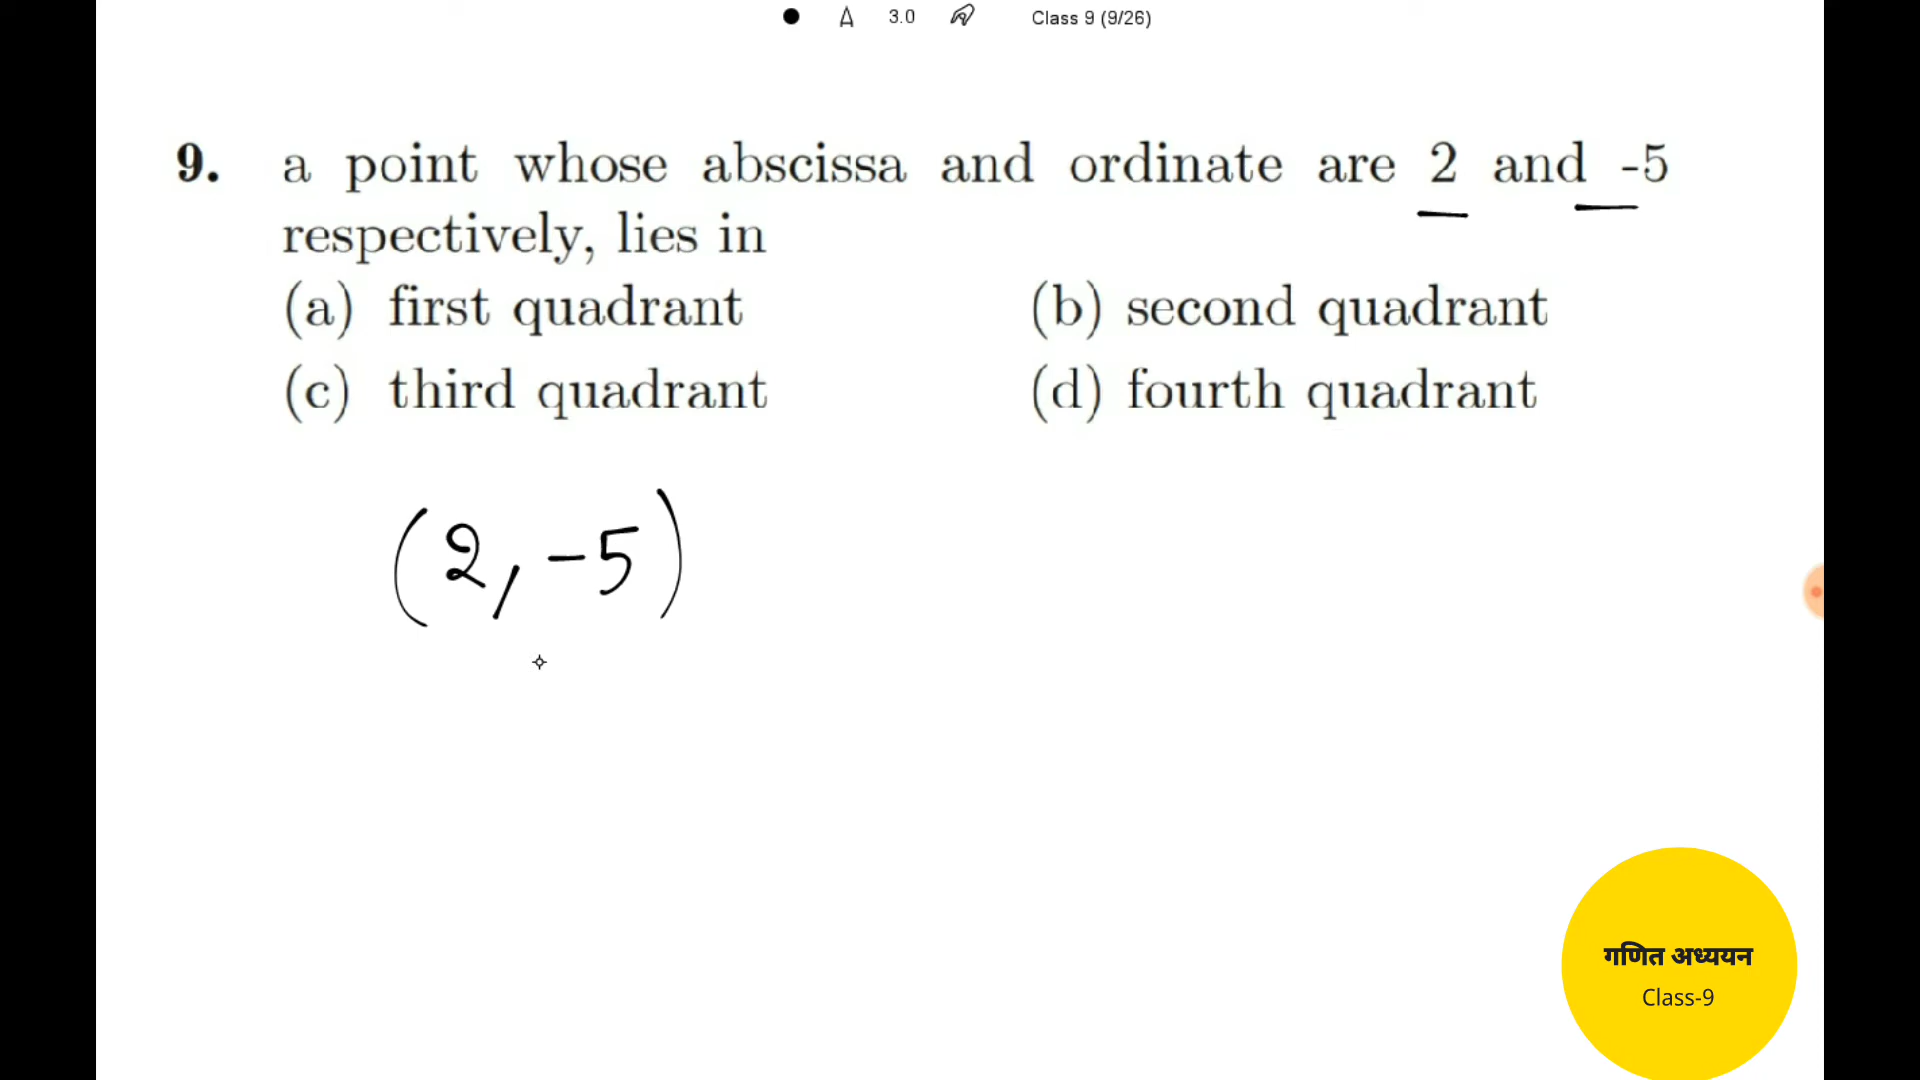 3.0 Class 9 (9/26)
9. a point whose abscissa and ordinate are 2 and -5
respectively, lies in
(a) first quadrant (b) second quadrant
(c) third quadrant (d) fourth quadrant
(2, -5)
गणित अध्ययन
Class-9